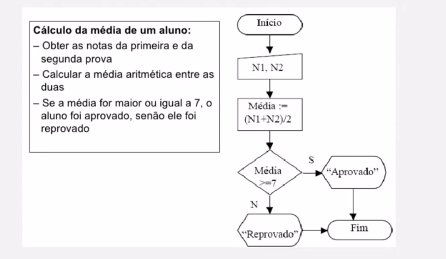 Cálculo da média de um aluno:
– Obter as notas da primeira e da
segunda prova
– Calcular a média aritmética entre as
duas
– Se a média for maior ou igual a 7, o
aluno foi aprovado, senão ele foi
reprovado
Início
N1, N2
Média :=
(N1+N2)/2
Média
>=7
S
“Aprovado”
N
“Reprovado”
Fim